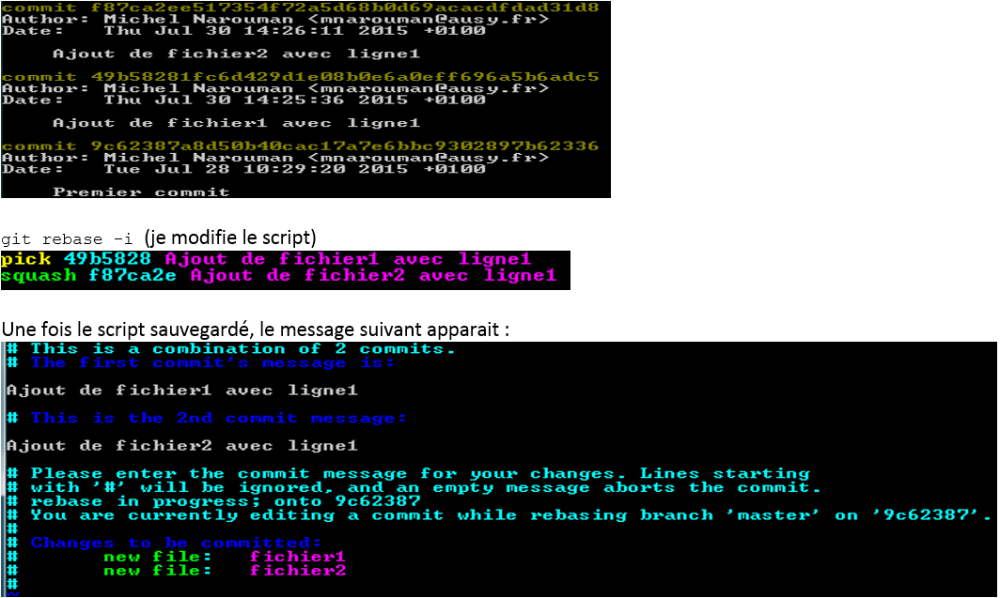 commit f87ca2ee517354f72a5d68b0d69acacdfdad31d8
Author: Michel Narouman <mnarouman@ausy.fr>
Date:   Thu Jul 30 14:26:11 2015 +0100
Ajout de fichier2 avec ligne1
commit 49b58281fc6d429d1e08b0e6a0eff696a5b6adc5
Author: Michel Narouman <mnarouman@ausy.fr>
Date:   Thu Jul 30 14:25:36 2015 +0100
Ajout de fichier1 avec ligne1
commit 9c62387a8d50b40cac17a7e6bbc9302897b62336
Author: Michel Narouman <mnarouman@ausy.fr>
Date:   Tue Jul 28 10:29:20 2015 +0100
Premier commit
git rebase -i (je modifie le script)
pick 49b5828 Ajout de fichier1 avec ligne1
squash f87ca2e Ajout de fichier2 avec ligne1
Une fois le script sauvegardé, le message suivant apparait :
# This is a combination of 2 commits.
# The first commit's message is:
Ajout de fichier1 avec ligne1
# This is the 2nd commit message:
Ajout de fichier2 avec ligne1
# Please enter the commit message for your changes. Lines starting
# with '#' will be ignored, and an empty message aborts the commit.
# rebase in progress; onto 9c62387
# You are currently editing a commit while rebasing branch 'master' on '9c62387'.
#
# Changes to be committed:
#       new file:   fichier1
#       new file:   fichier2
#
~